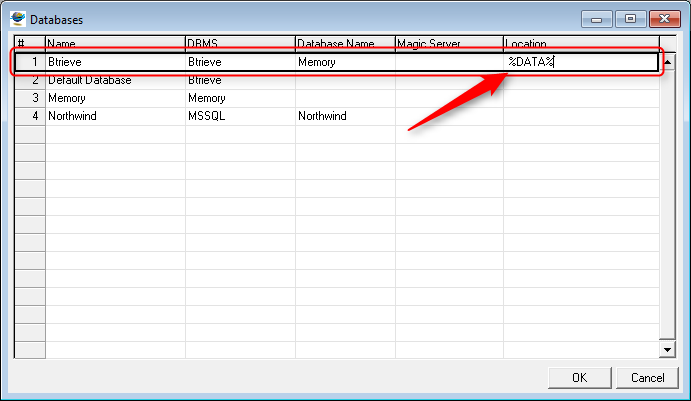 Databases
# Name DBMS Database Name Magic Server Location
1 Btrieve Btrieve Memory %DATA%
2 Default Database Btrieve
3 Memory Memory
4 Northwind MSSQL Northwind
OK Cancel